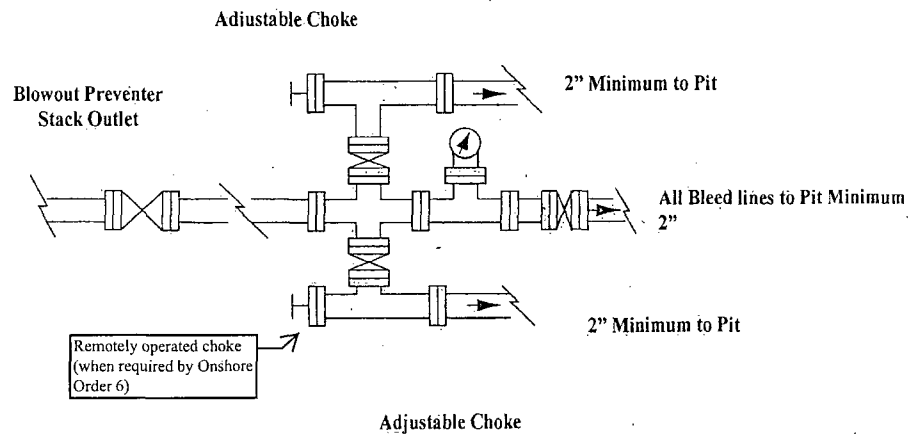 Adjustable Choke
2” Minimum to Pit
Blowout Preventer
Stack Outlet
All Bleed lines to Pit Minimum
2”
2” Minimum to Pit
Remotely operated choke
(when required by Onshore
Order 6)
Adjustable Choke